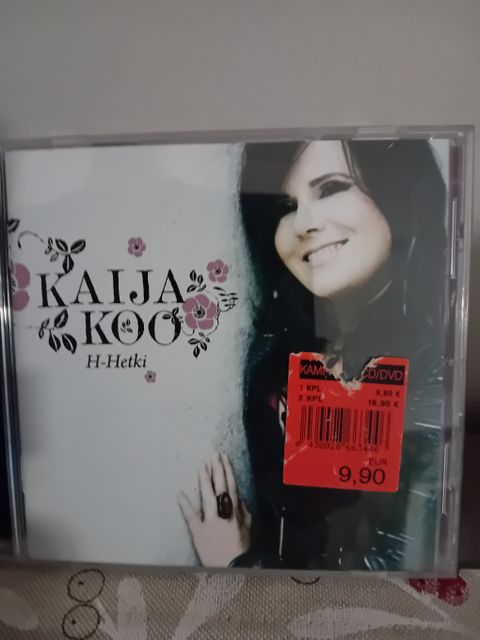 KAIJA
KOO
H-Hetki
CD/DVD
1 KPL 9,90 €
2 KPL 16,90 €
EUR
9,90